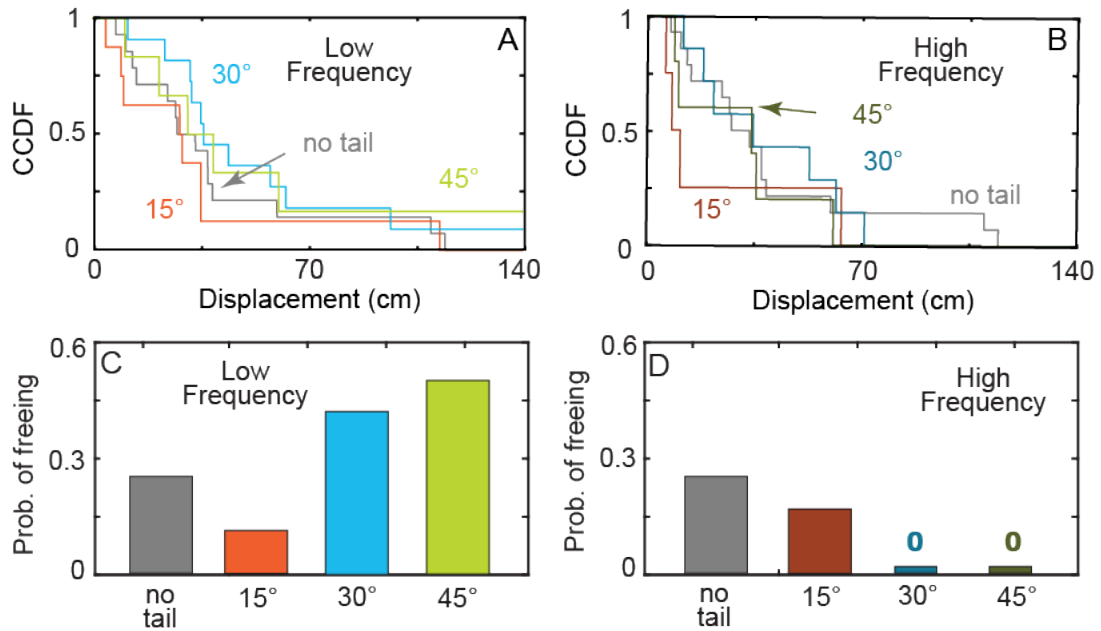 A
Low
Frequency
30°
no tail
45°
15°
CCDF
1
0.5
0
0
70
140
Displacement (cm)
B
High
Frequency
45°
30°
no tail
15°
CCDF
1
0.5
0
0
70
140
Displacement (cm)
C
Low
Frequency
Prob. of freeing
0.6
0.3
0
no
tail
15°
30°
45°
D
High
Frequency
Prob. of freeing
0.6
0.3
0
0
0
no
tail
15°
30°
45°